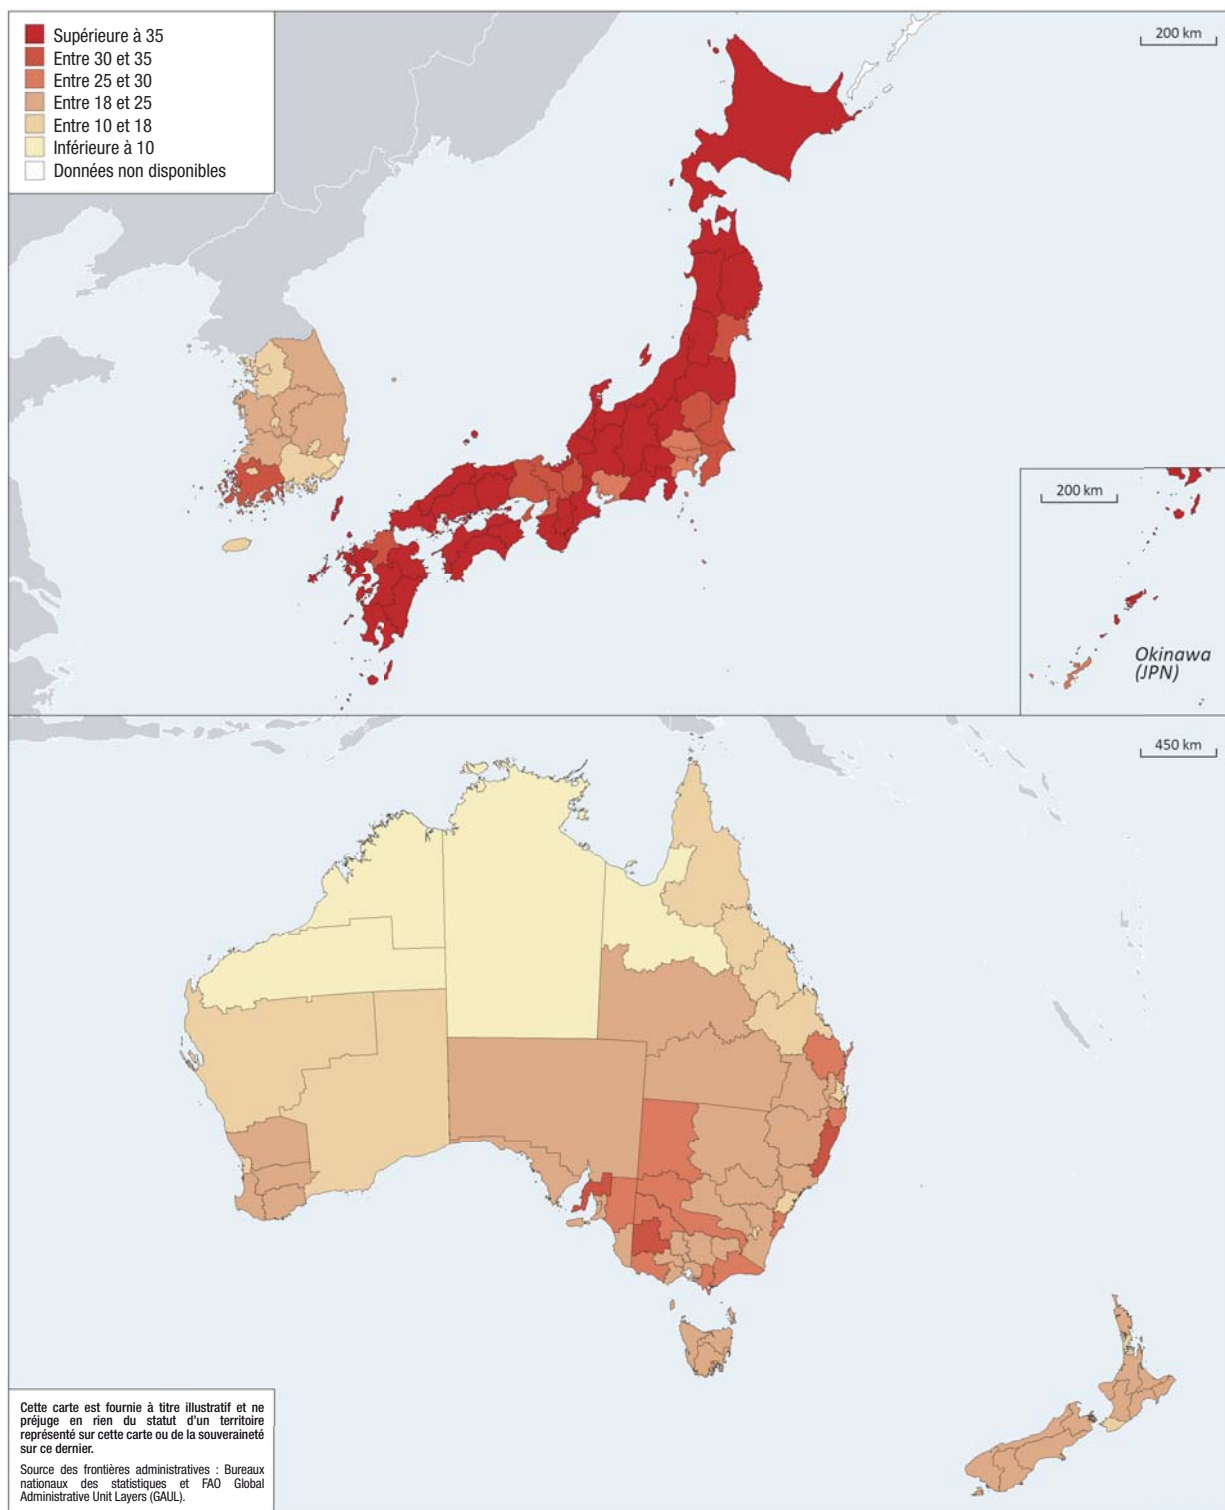 Supérieure à 35
Entre 30 et 35
Entre 25 et 30
Entre 18 et 25
Entre 10 et 18
Inférieure à 10
Données non disponibles
200 km
200 km
Okinawa
(JPN)
450 km
Cette carte est fournie à titre illustratif et ne
préjuge en rien du statut d'un territoire
représenté sur cette carte ou de la souveraineté
sur ce dernier.
Source des frontières administratives : Bureaux
nationaux des statistiques et FAO Global
Administrative Unit Layers (GAUL).